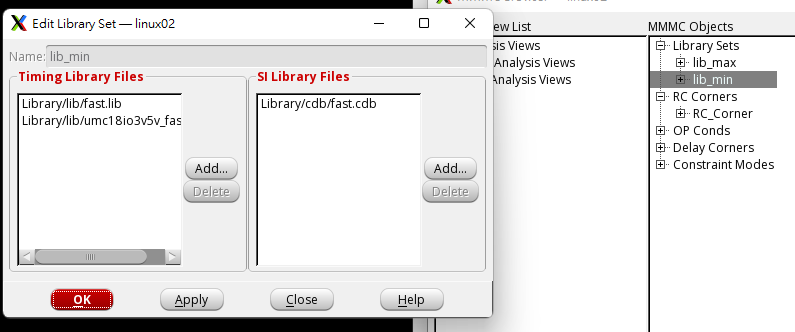 Edit Library Set — linux02
Name: lib_min
Timing Library Files
Library/lib/fast.lib
Library/lib/umc18io3v5v_fas
Add...
Delete
SI Library Files
Library/cdb/fast.cdb
Add...
Delete
OK
Apply
Close
Help
ew List
sis Views
Analysis Views
Analysis Views
MMMC Objects
Library Sets
lib_max
lib_min
RC Corners
RC_Corner
OP Conds
Delay Corners
Constraint Modes